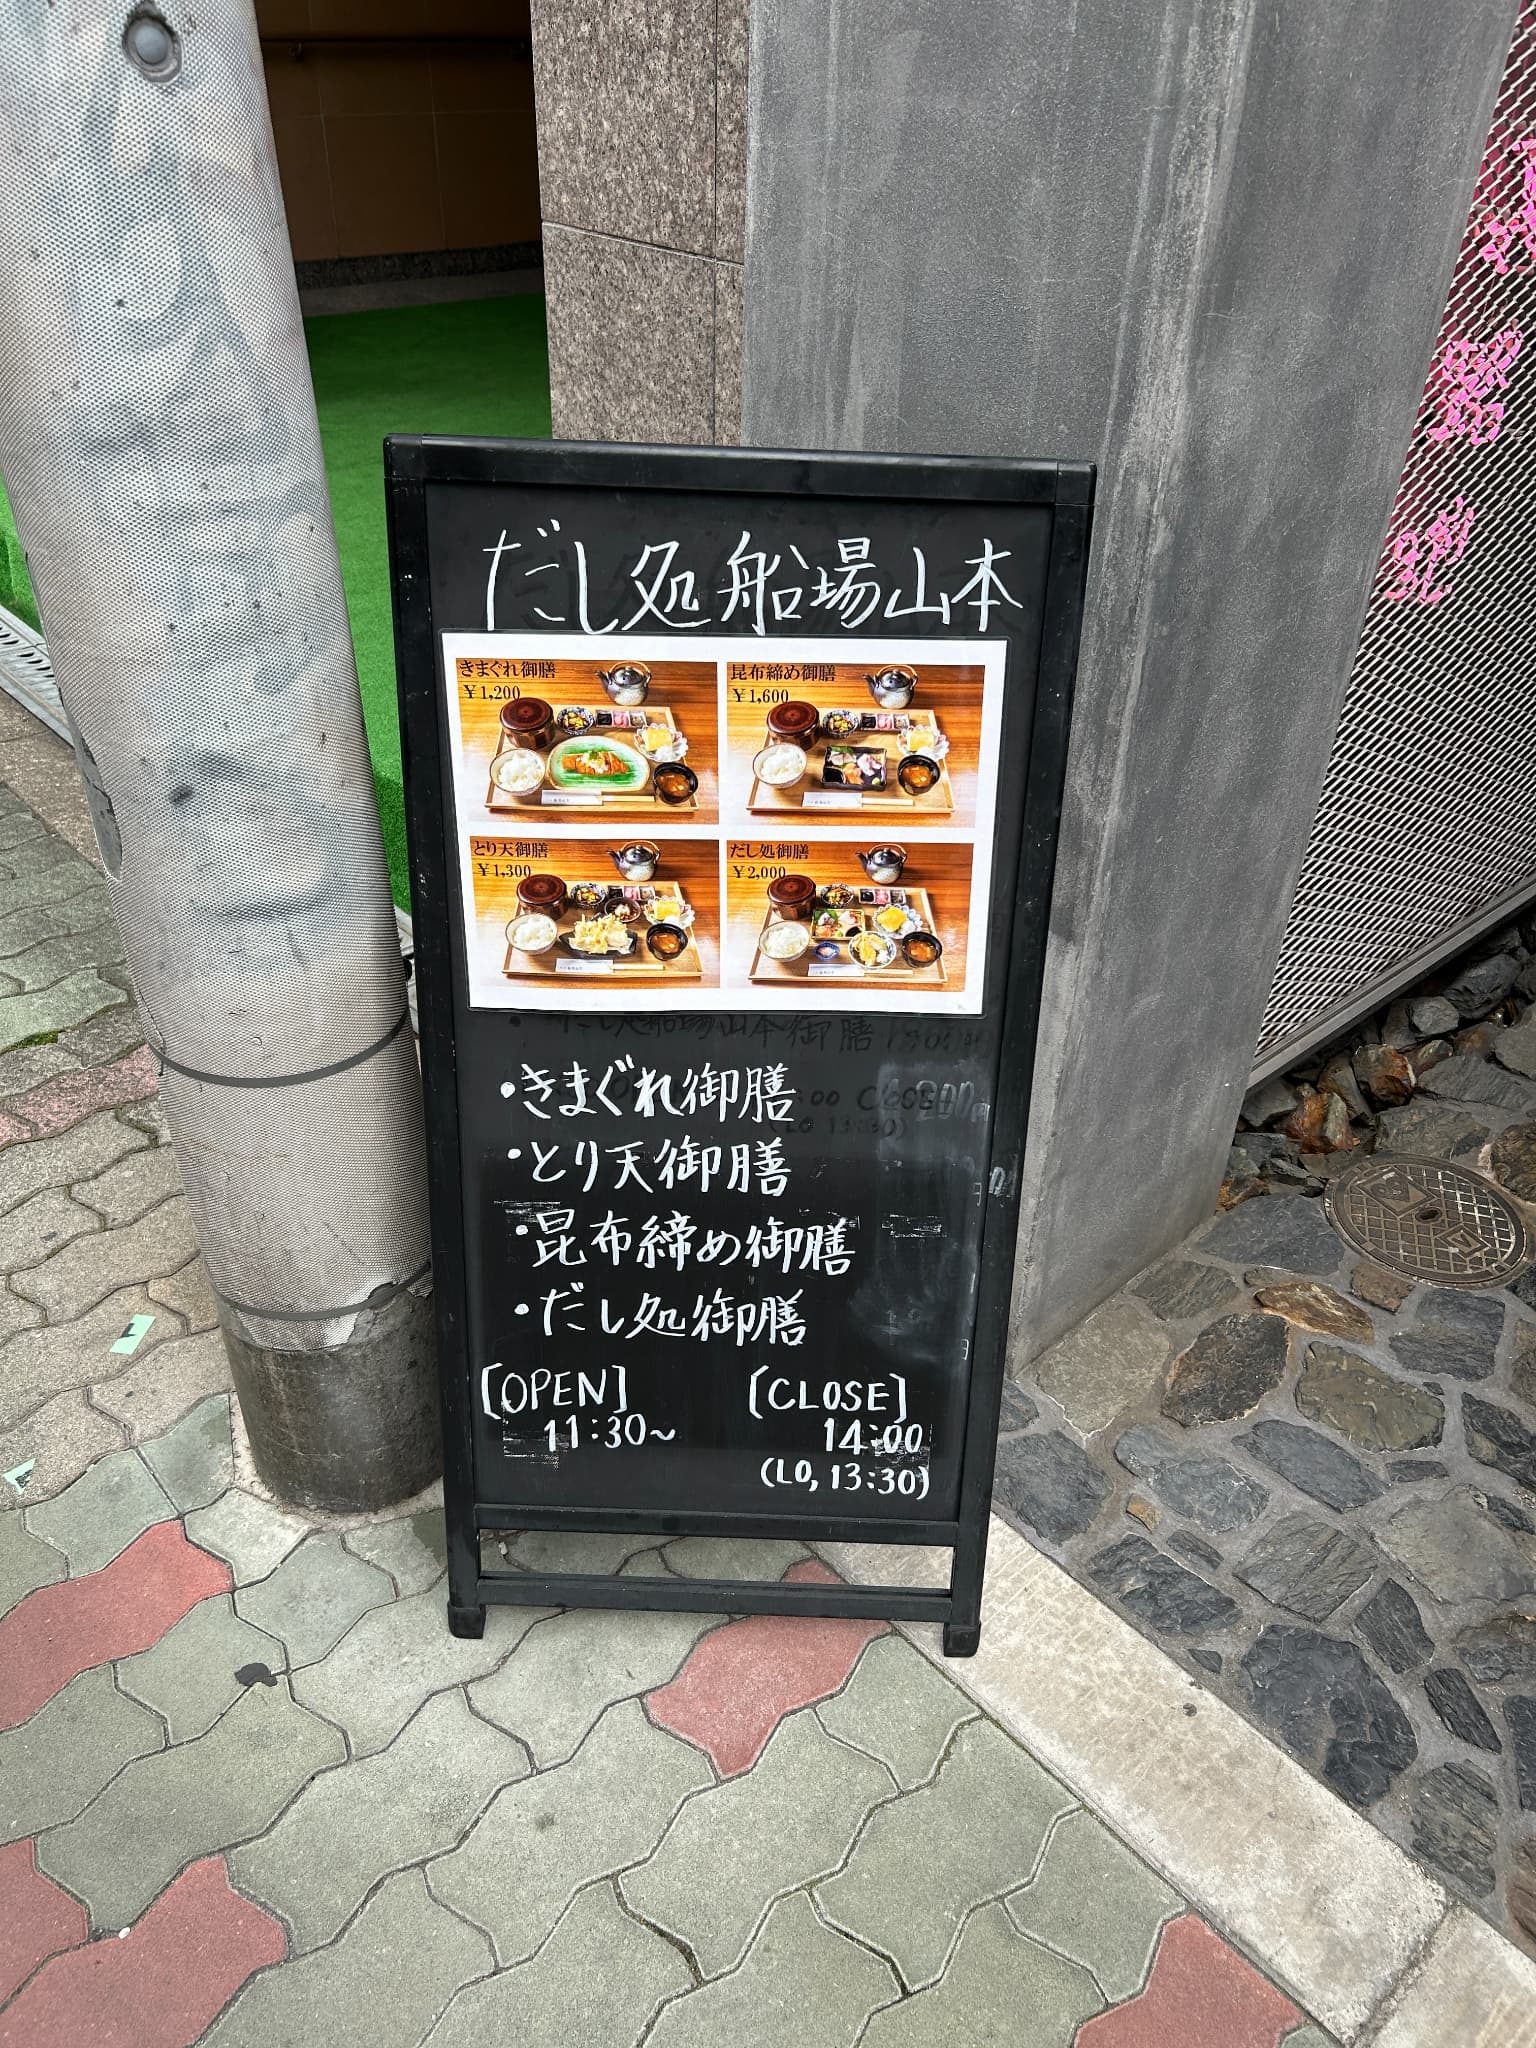 だし処船場山本
きまぐれ御膳
￥1,200
昆布締め御膳
￥1,600
とり天御膳
￥1,300
だし処御膳
￥2,000
・きまぐれ御膳
・とり天御膳
・昆布締め御膳
・だし処御膳
[OPEN]
11:30~
[CLOSE]
14:00
(LO, 13:30)